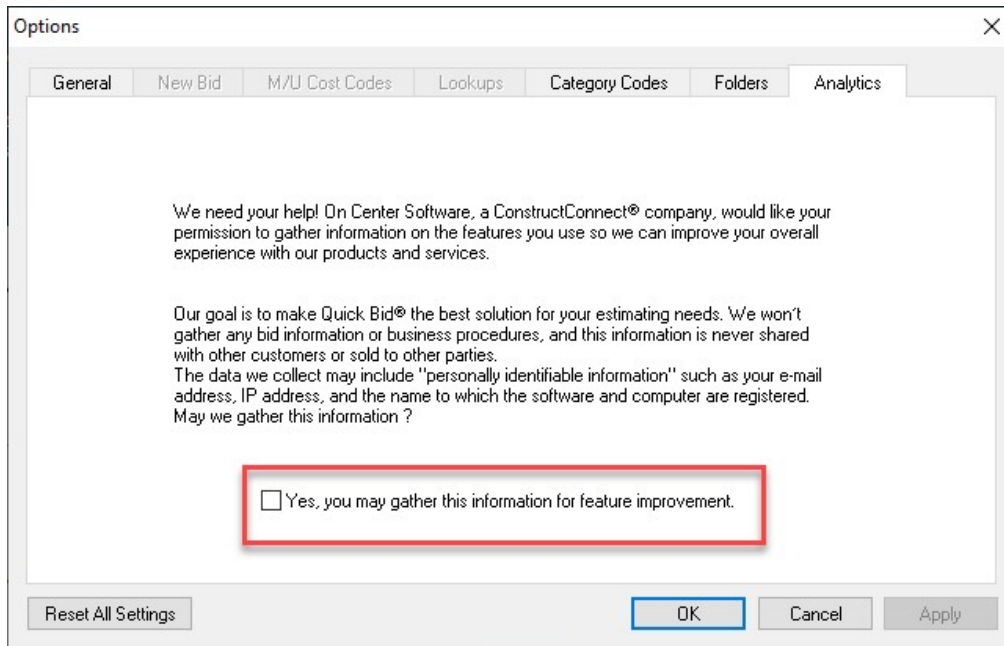 Options
General New Bid M/U Cost Codes Lookups Category Codes Folders Analytics
We need your help! On Center Software, a ConstructConnect® company, would like your
permission to gather information on the features you use so we can improve your overall
experience with our products and services.
Our goal is to make Quick Bid® the best solution for your estimating needs. We won't
gather any bid information or business procedures, and this information is never shared
with other customers or sold to other parties.
The data we collect may include "personally identifiable information" such as your e-mail
address, IP address, and the name to which the software and computer are registered.
May we gather this information ?
Yes, you may gather this information for feature improvement.
Reset All Settings OK Cancel Apply